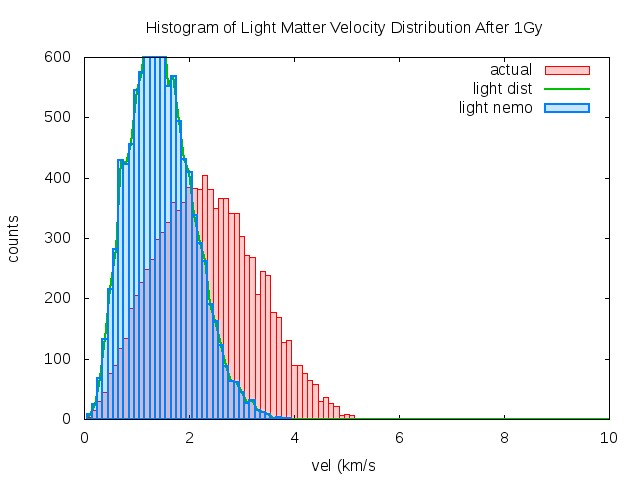 Histogram of Light Matter Velocity Distribution After 1Gy
actual
light dist
light nemo
600
500
400
300
200
100
0
counts
0 2 4 6 8 10
vel (km/s